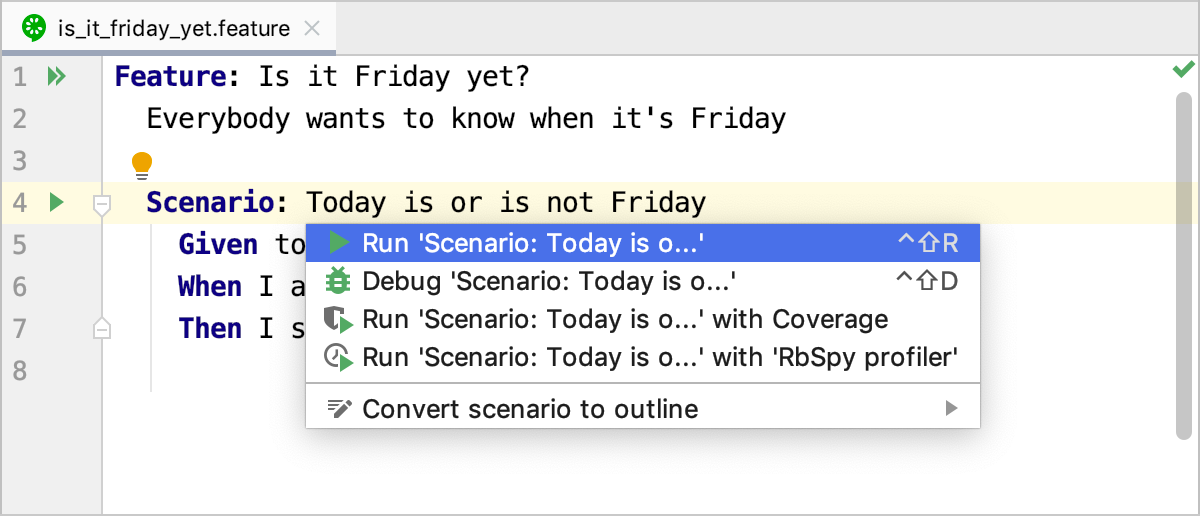 is_it_friday_yet.feature
1 Feature: Is it Friday yet?
2 Everybody wants to know when it's Friday
3
4 Scenario: Today is or is not Friday
5 Given to
6 When I a
7 Then I s
8
Run 'Scenario: Today is o...' ^⇧R
Debug 'Scenario: Today is o...' ^⇧D
Run 'Scenario: Today is o...' with Coverage
Run 'Scenario: Today is o...' with 'RbSpy profiler'
Convert scenario to outline